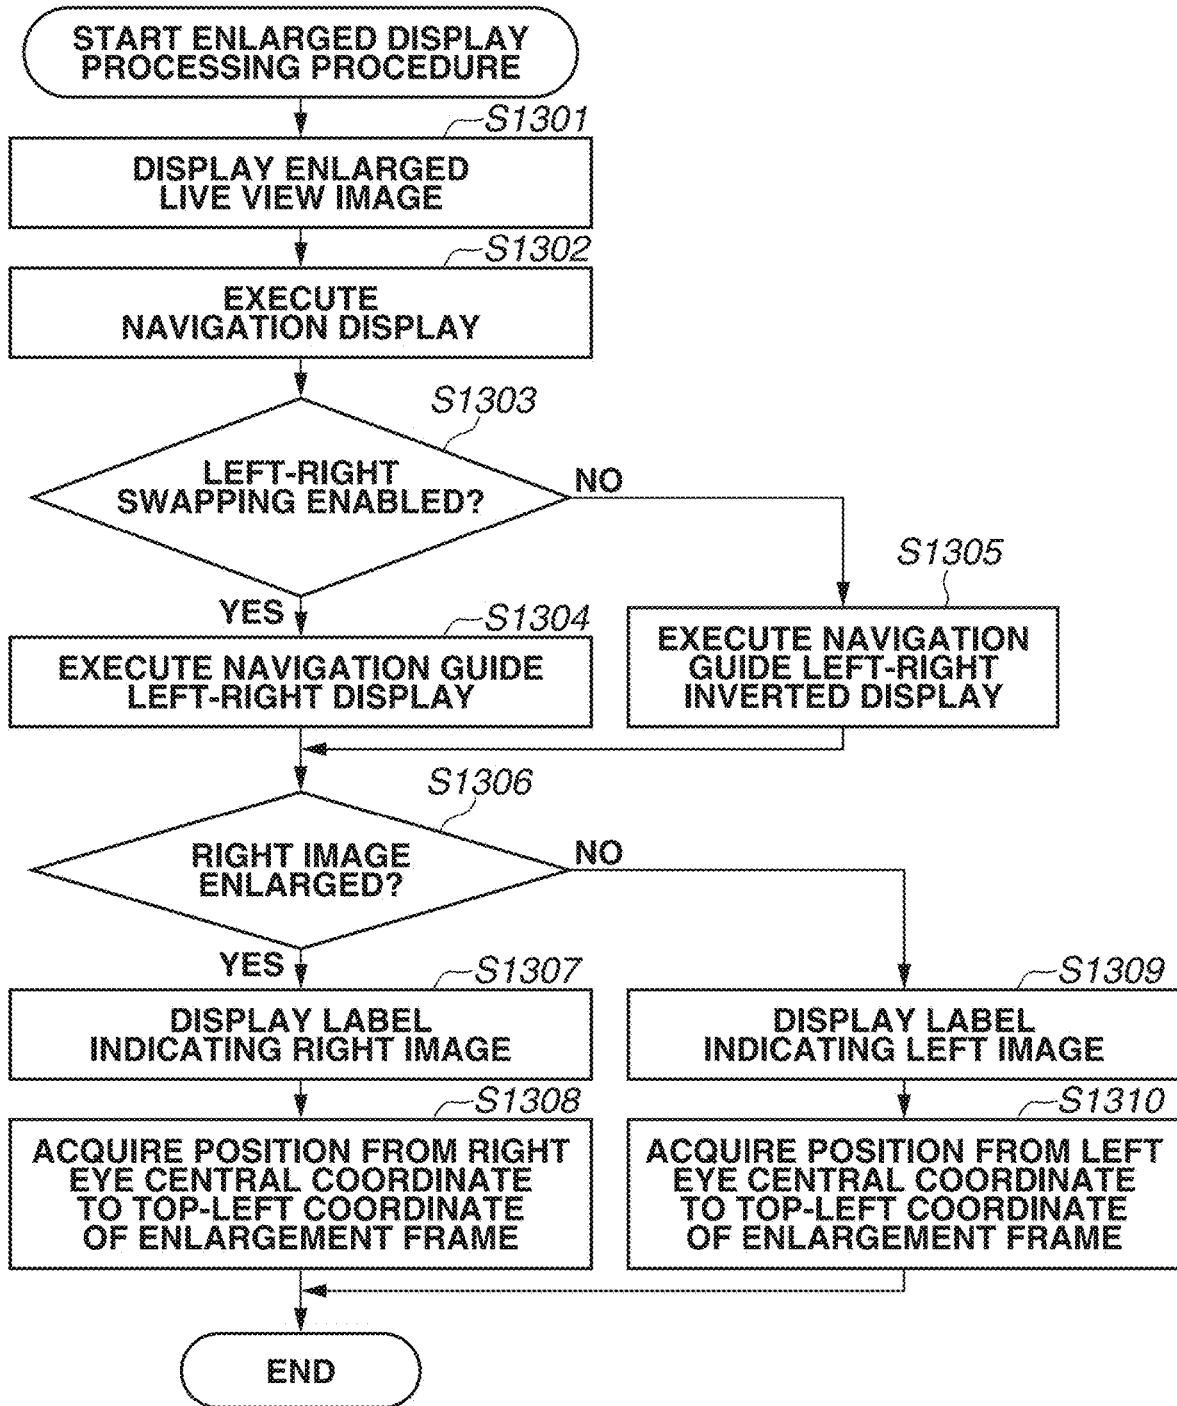 START ENLARGED DISPLAY
PROCESSING PROCEDURE
S1301
DISPLAY ENLARGED
LIVE VIEW IMAGE
S1302
EXECUTE
NAVIGATION DISPLAY
S1303
LEFT-RIGHT
SWAPPING ENABLED?
NO
YES
S1304
EXECUTE NAVIGATION GUIDE
LEFT-RIGHT DISPLAY
S1305
EXECUTE NAVIGATION
GUIDE LEFT-RIGHT
INVERTED DISPLAY
S1306
RIGHT IMAGE
ENLARGED?
NO
YES
S1307
DISPLAY LABEL
INDICATING RIGHT IMAGE
S1308
ACQUIRE POSITION FROM RIGHT
EYE CENTRAL COORDINATE
TO TOP-LEFT COORDINATE
OF ENLARGEMENT FRAME
S1309
DISPLAY LABEL
INDICATING LEFT IMAGE
S1310
ACQUIRE POSITION FROM LEFT
EYE CENTRAL COORDINATE
TO TOP-LEFT COORDINATE
OF ENLARGEMENT FRAME
END